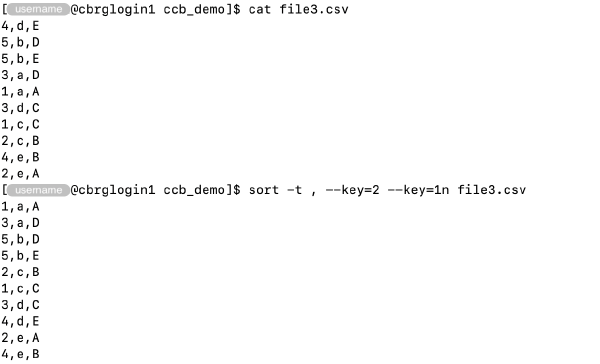 [username@cbrglogin1 ccb_demo]$ cat file3.csv
4,d,E
5,b,D
5,b,E
3,a,D
1,a,A
3,d,C
1,c,C
2,c,B
4,e,B
2,e,A
[username@cbrglogin1 ccb_demo]$ sort -t , --key=2 --key=1n file3.csv
1,a,A
3,a,D
5,b,D
5,b,E
2,c,B
1,c,C
3,d,C
4,d,E
2,e,A
4,e,B